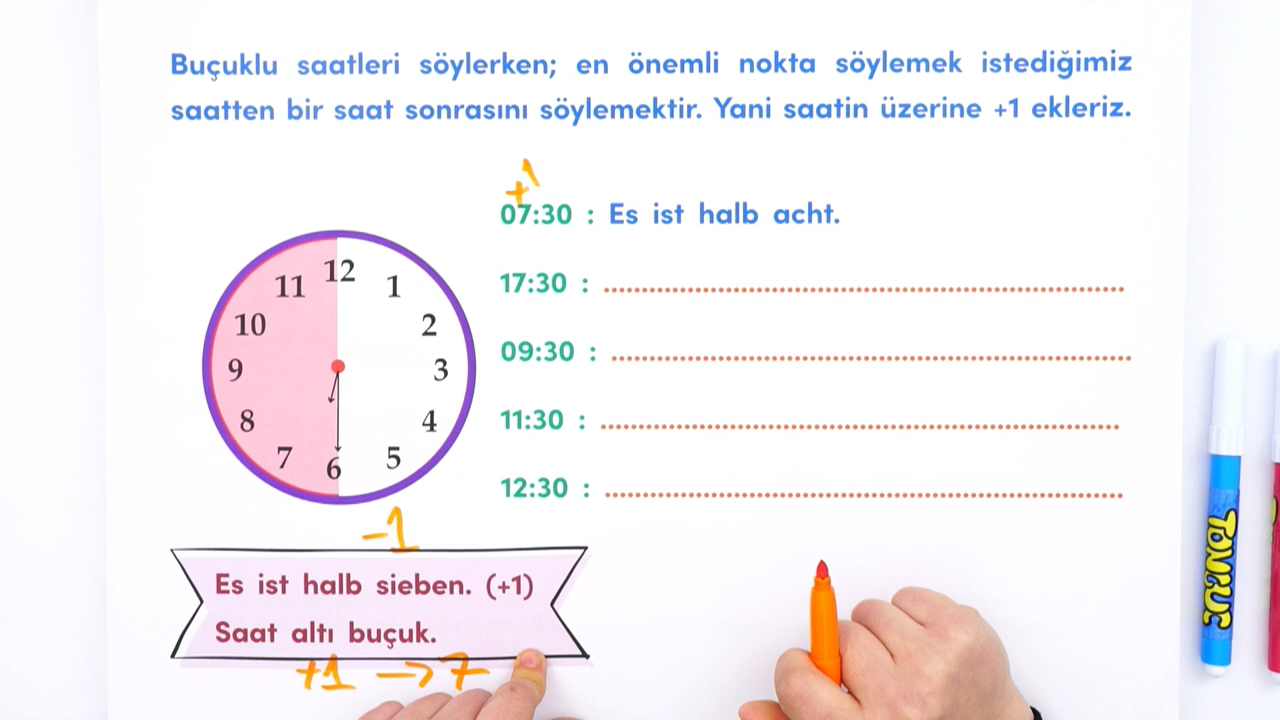 Buçuklu saatleri söylerken; en önemli nokta söylemek istediğimiz
saatten bir saat sonrasını söylemektir. Yani saatin üzerine +1 ekleriz.
+1
07:30 : Es ist halb acht.
17:30 : ................................................................
09:30 : ................................................................
11:30 : ................................................................
12:30 : ................................................................
12
1
2
3
4
5
6
7
8
9
10
11
-1
Es ist halb sieben. (+1)
Saat altı buçuk.
+1 → 7
TOMBUL